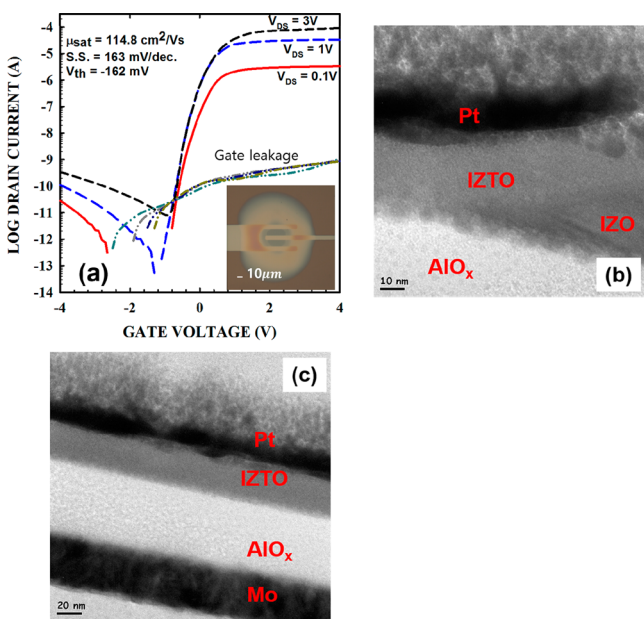 LOG DRAIN CURRENT (A)
-3
-4
-5
-6
-7
-8
-9
-10
-11
-12
-13
-14
μsat = 114.8 cm²/Vs
S.S. = 163 mV/dec.
Vth = -162 mV
VDS = 3V
VDS = 1V
VDS = 0.1V
Gate leakage
10μm
(a)
-4 -2 0 2 4
GATE VOLTAGE (V)
Pt
IZTO
IZO
AlOx
10 nm
(b)
(c)
Pt
IZTO
AlOx
Mo
20 nm